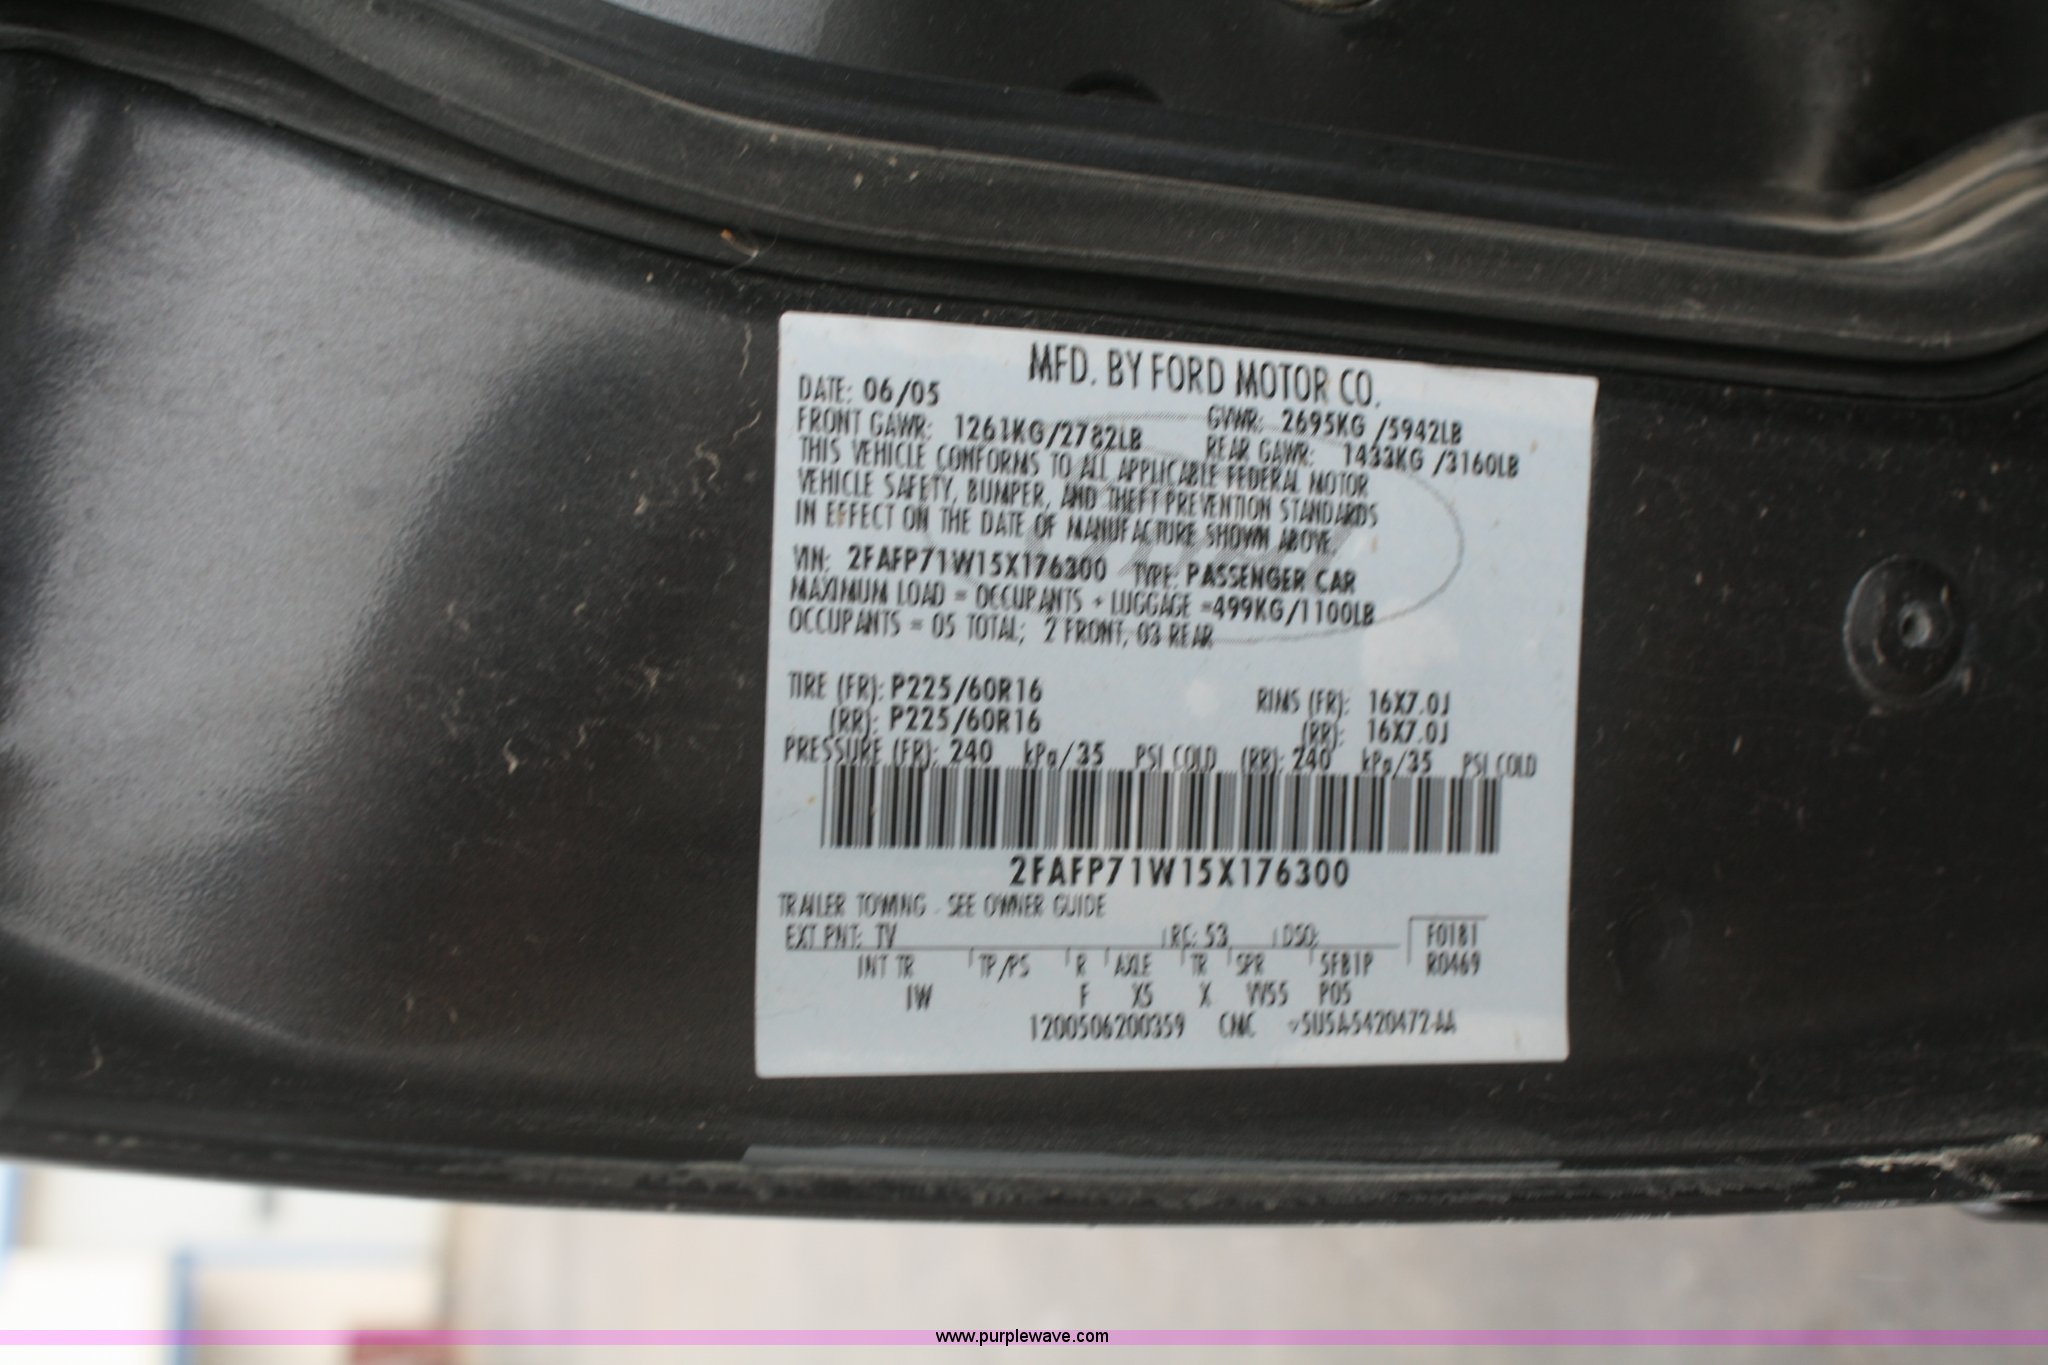 MFD. BY FORD MOTOR CO.
DATE: 06/05
GVWR: 2695KG /5942LB
FRONT GAWR: 1261KG/2782LB
REAR GAWR: 1433KG /3160LB
THIS VEHICLE CONFORMS TO ALL APPLICABLE FEDERAL MOTOR
VEHICLE SAFETY, BUMPER, AND THEFT PREVENTION STANDARDS
IN EFFECT ON THE DATE OF MANUFACTURE SHOWN ABOVE.
VIN: 2FAFP71W15X176300 TYPE: PASSENGER CAR
MAXIMUM LOAD = OCCUPANTS + LUGGAGE =499KG/1100LB
OCCUPANTS = 05 TOTAL; 2 FRONT, 03 REAR
TIRE (FR): P225/60R16 RIMS (FR): 16X7.0J
(RR): P225/60R16 (RR): 16X7.0J
PRESSURE (FR): 240 kPa/35 PSI COLD (RR): 240 kPa/35 PSI COLD
2FAFP71W15X176300
TRAILER TOWING - SEE OWNER GUIDE
EXT PNT: TV RC: 53 DSO: F0181
INT TR TP/PS R AXLE TR SPR SFB1P R0469
IW F X5 X VV55 P05
1200506200359 CMC 5U5A-5420472-AA
www.purplewave.com